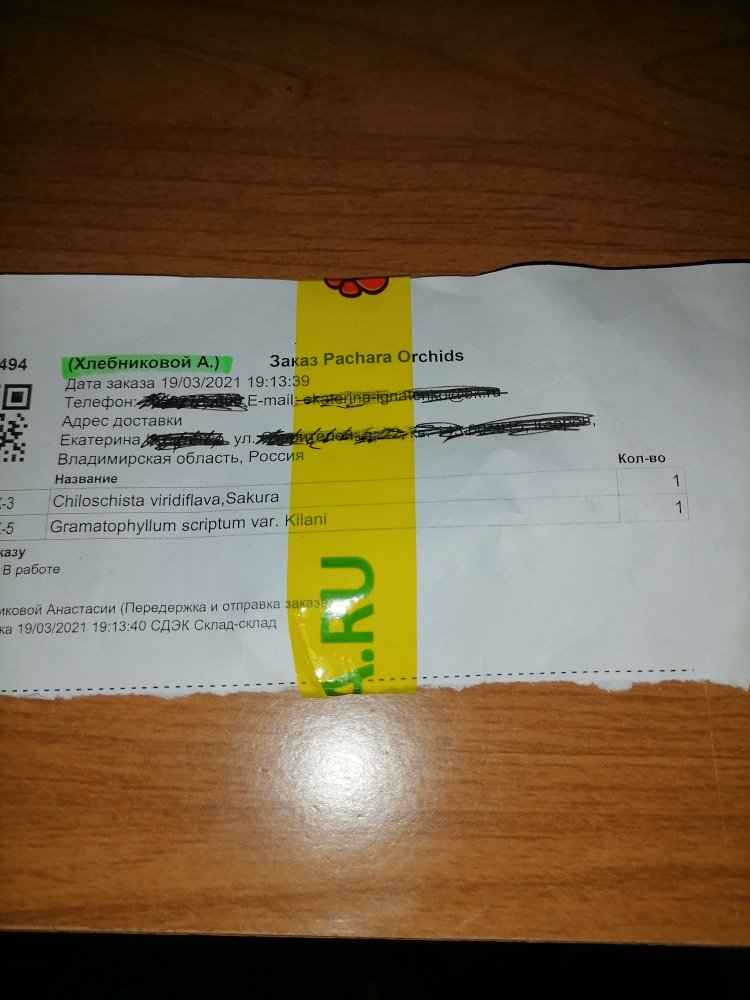 494 (Хлебниковой А.) Заказ Pachara Orchids
Дата заказа 19/03/2021 19:13:39
Телефон: E-mail:
Адрес доставки
Екатерина, ул.
Владимирская область, Россия
Название Кол-во
-3 Chiloschista viridiflava,Sakura 1
-5 Gramatophyllum scriptum var. Kilani 1
казу
В работе
иковой Анастасии (Передержка и отправка заказа
ка 19/03/2021 19:13:40 СДЭК Склад-склад
.RU